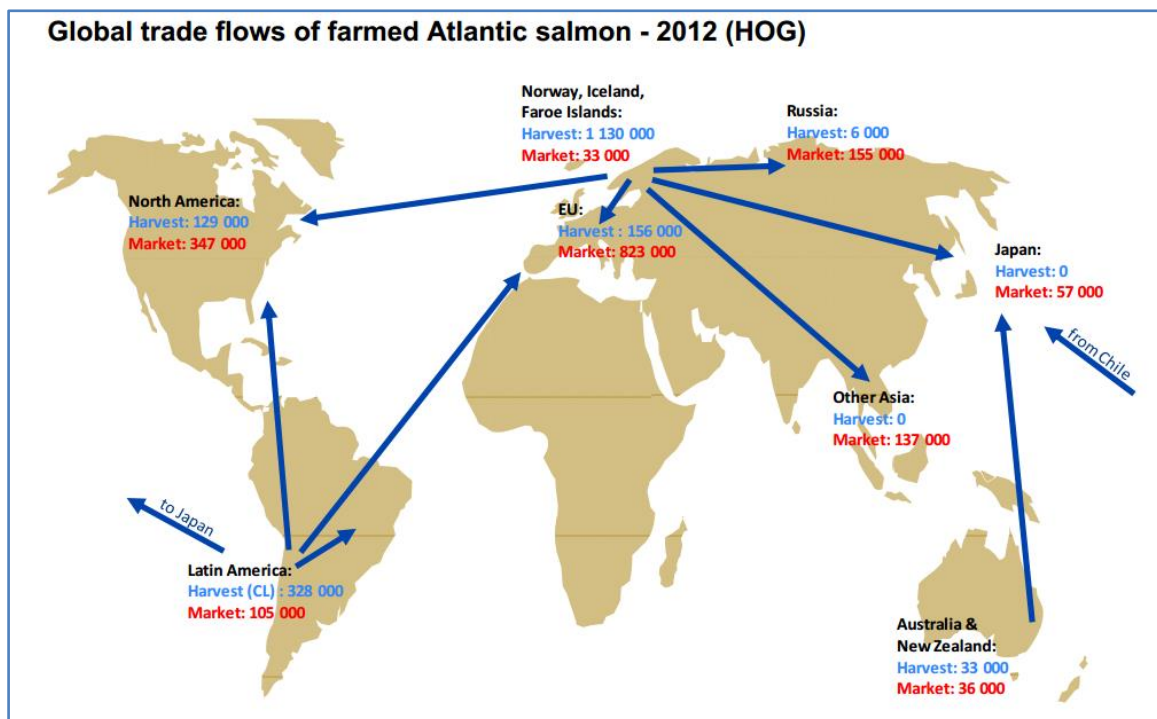 Global trade flows of farmed Atlantic salmon - 2012 (HOG)
Norway, Iceland,
Faroe Islands:
Harvest: 1 130 000
Market: 33 000
Russia:
Harvest: 6 000
Market: 155 000
North America:
Harvest: 129 000
Market: 347 000
EU:
Harvest : 156 000
Market: 823 000
Japan:
Harvest: 0
Market: 57 000
from Chile
Other Asia:
Harvest: 0
Market: 137 000
to Japan
Latin America:
Harvest (CL) : 328 000
Market: 105 000
Australia &
New Zealand:
Harvest: 33 000
Market: 36 000